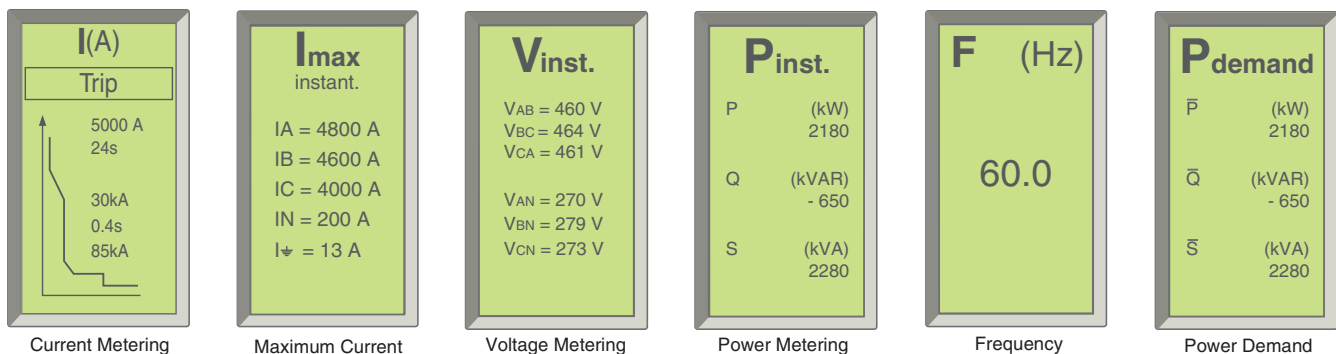 I(A)
Trip
5000 A
24s
30kA
0.4s
85kA
Current Metering
Imax
instant.
IA = 4800 A
IB = 4600 A
IC = 4000 A
IN = 200 A
I⏚ = 13 A
Maximum Current
Vinst.
VAB = 460 V
VBC = 464 V
VCA = 461 V
VAN = 270 V
VBN = 279 V
VCN = 273 V
Voltage Metering
Pinst.
P (kW)
2180
Q (kVAR)
- 650
S (kVA)
2280
Power Metering
F (Hz)
60.0
Frequency
Pdemand
P̅ (kW)
2180
Q̅ (kVAR)
- 650
S̅ (kVA)
2280
Power Demand